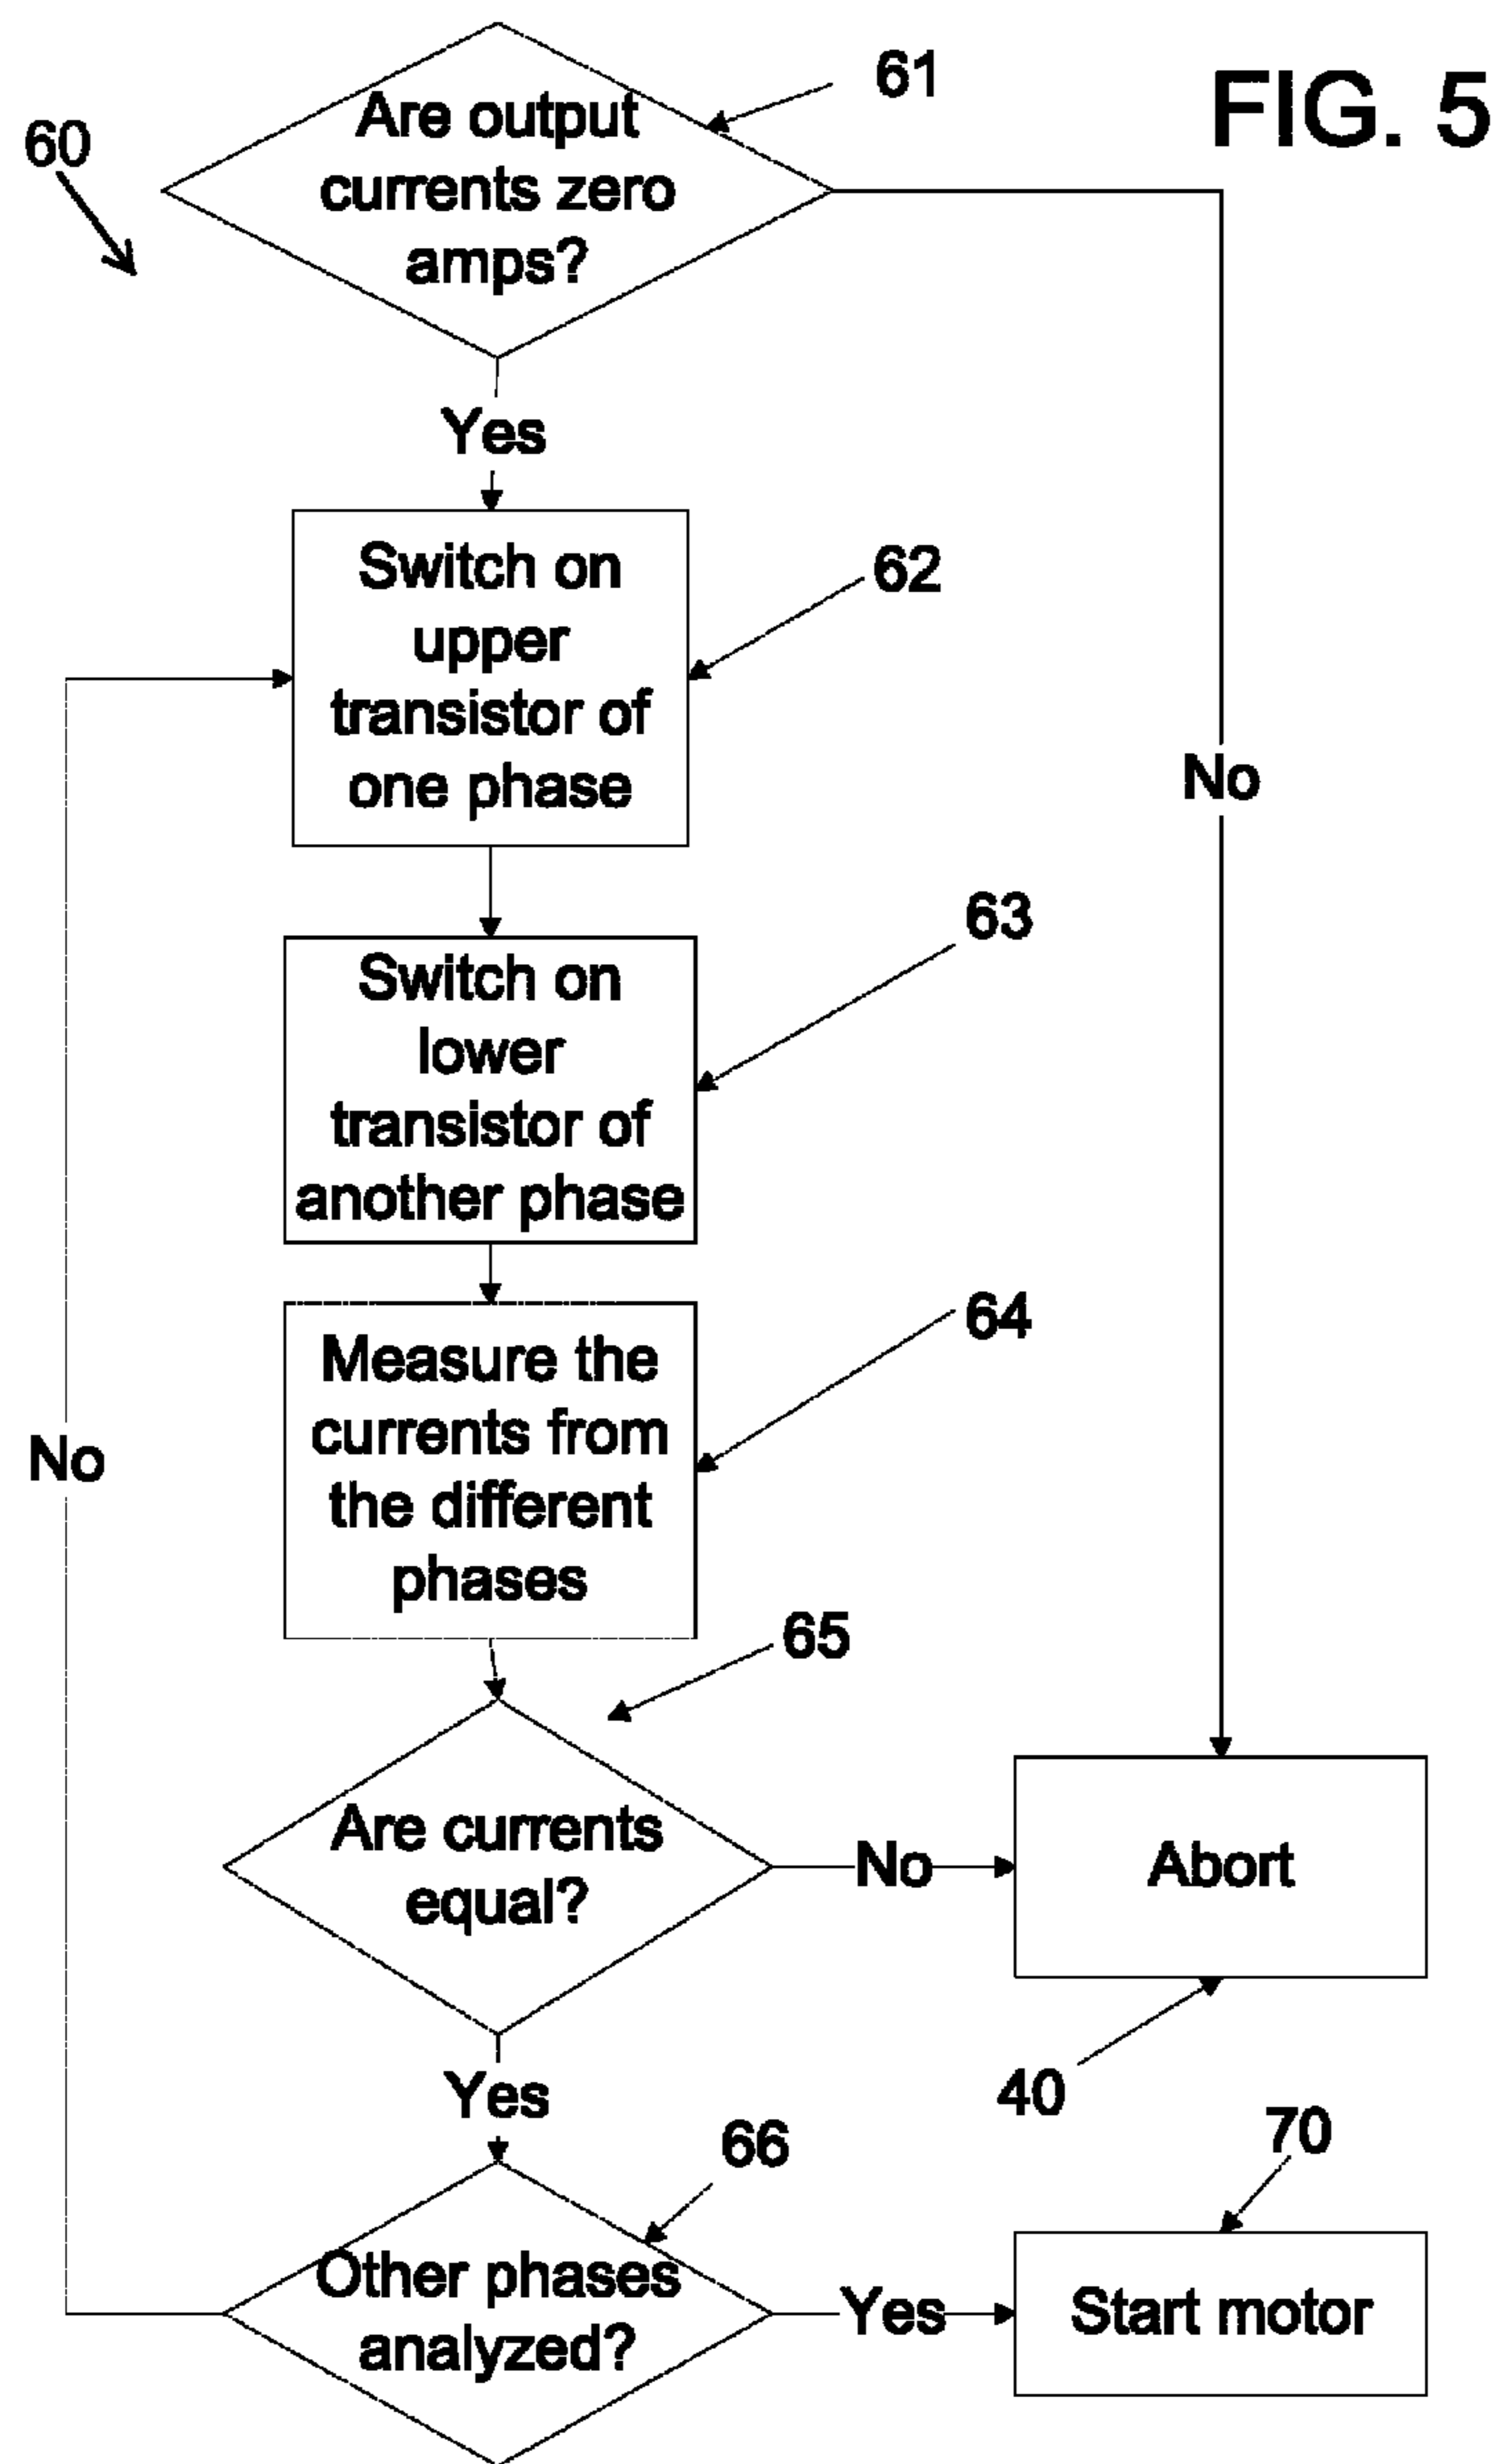 FIG. 5
60
61
Are output
currents zero
amps?
Yes
No
62
Switch on
upper
transistor of
one phase
63
Switch on
lower
transistor of
another phase
64
Measure the
currents from
the different
phases
No
65
Are currents
equal?
No
Abort
40
Yes
66
70
Other phases
analyzed?
Yes
Start motor